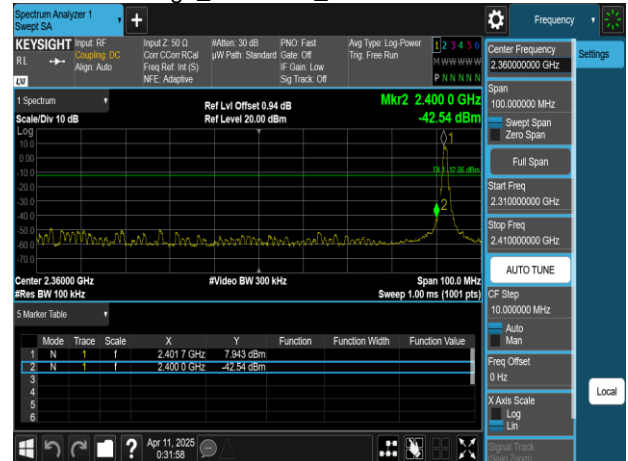 Spectrum Analyzer 1
Swept SA
+
Frequency
KEYSIGHT
RL
Input: RF
Coupling: DC
Align: Auto
Input Z: 50 Ω
Corr CCorr RCal
Freq Ref: Int (S)
NFE: Adaptive
#Atten: 30 dB
µW Path: Standard
PNO: Fast
Gate: Off
IF Gain: Low
Sig Track: Off
Avg Type: Log-Power
Trig: Free Run
1 2 3 4 5 6
M W W W W W
P N N N N N
LXI
1 Spectrum
Scale/Div 10 dB
Ref Lvl Offset 0.94 dB
Ref Level 20.00 dBm
Mkr2 2.400 0 GHz
-42.54 dBm
Log
10.0
0.00
-10.0
-20.0
-30.0
-40.0
-50.0
-60.0
-70.0
1
2
Center 2.36000 GHz
#Res BW 100 kHz
#Video BW 300 kHz
Span 100.0 MHz
Sweep 1.00 ms (1001 pts)
5 Marker Table
Mode Trace Scale X Y Function Function Width Function Value
1 N 1 f 2.401 7 GHz 7.943 dBm
2 N 1 f 2.400 0 GHz -42.54 dBm
3
4
5
6
Apr 11, 2025
0:31:58
Center Frequency
2.360000000 GHz
Settings
Span
100.000000 MHz
Swept Span
Zero Span
Full Span
Start Freq
2.310000000 GHz
Stop Freq
2.410000000 GHz
AUTO TUNE
CF Step
10.000000 MHz
Auto
Man
Freq Offset
0 Hz
X Axis Scale
Log
Lin
Local
Signal Track
(Span Zoom)